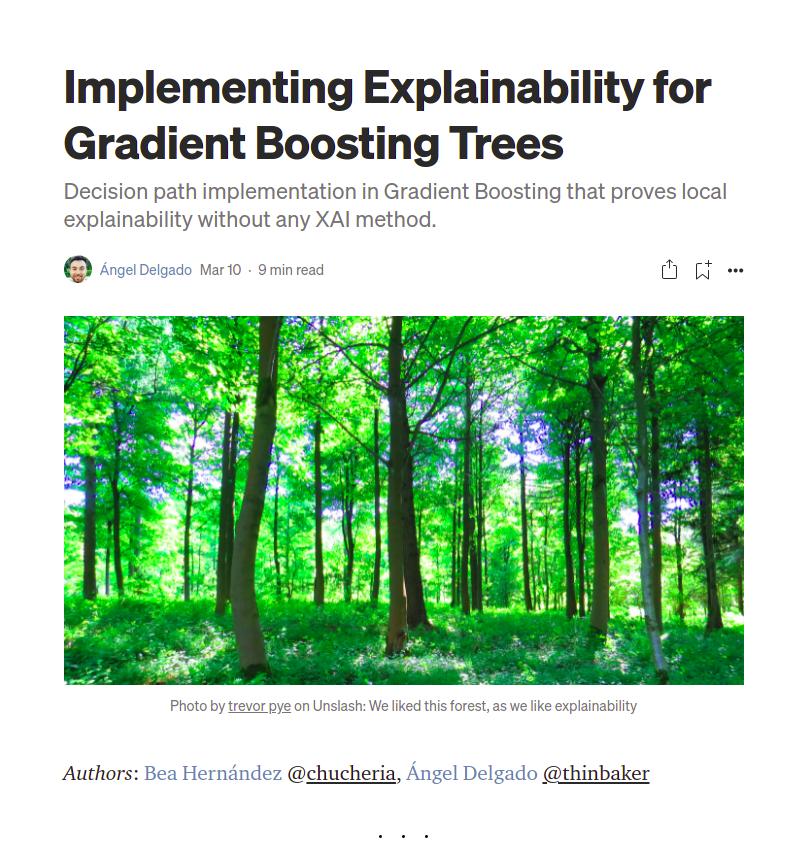 Implementing Explainability for
Gradient Boosting Trees
Decision path implementation in Gradient Boosting that proves local
explainability without any XAI method.
Ángel Delgado Mar 10 · 9 min read
Photo by trevor pye on Unslash: We liked this forest, as we like explainability
Authors: Bea Hernández @chucheria, Ángel Delgado @thinbaker
. . .